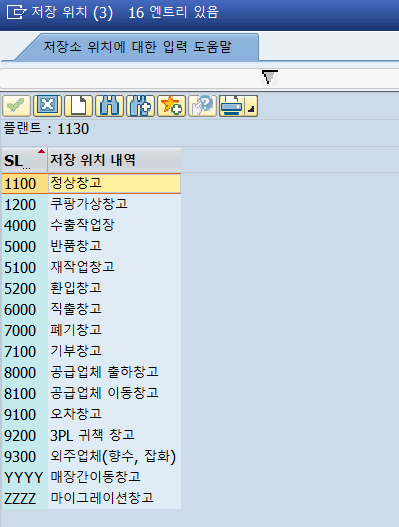 저장 위치 (3) 16 엔트리 있음
저장소 위치에 대한 입력 도움말
플랜트 : 1130
SL... 저장 위치 내역
1100 정상창고
1200 쿠팡가상창고
4000 수출작업장
5000 반품창고
5100 재작업창고
5200 환입창고
6000 직출창고
7000 폐기창고
7100 기부창고
8000 공급업체 출하창고
8100 공급업체 이동창고
9100 오차창고
9200 3PL 귀책 창고
9300 외주업체(향수, 잡화)
YYYY 매장간이동창고
ZZZZ 마이그레이션창고